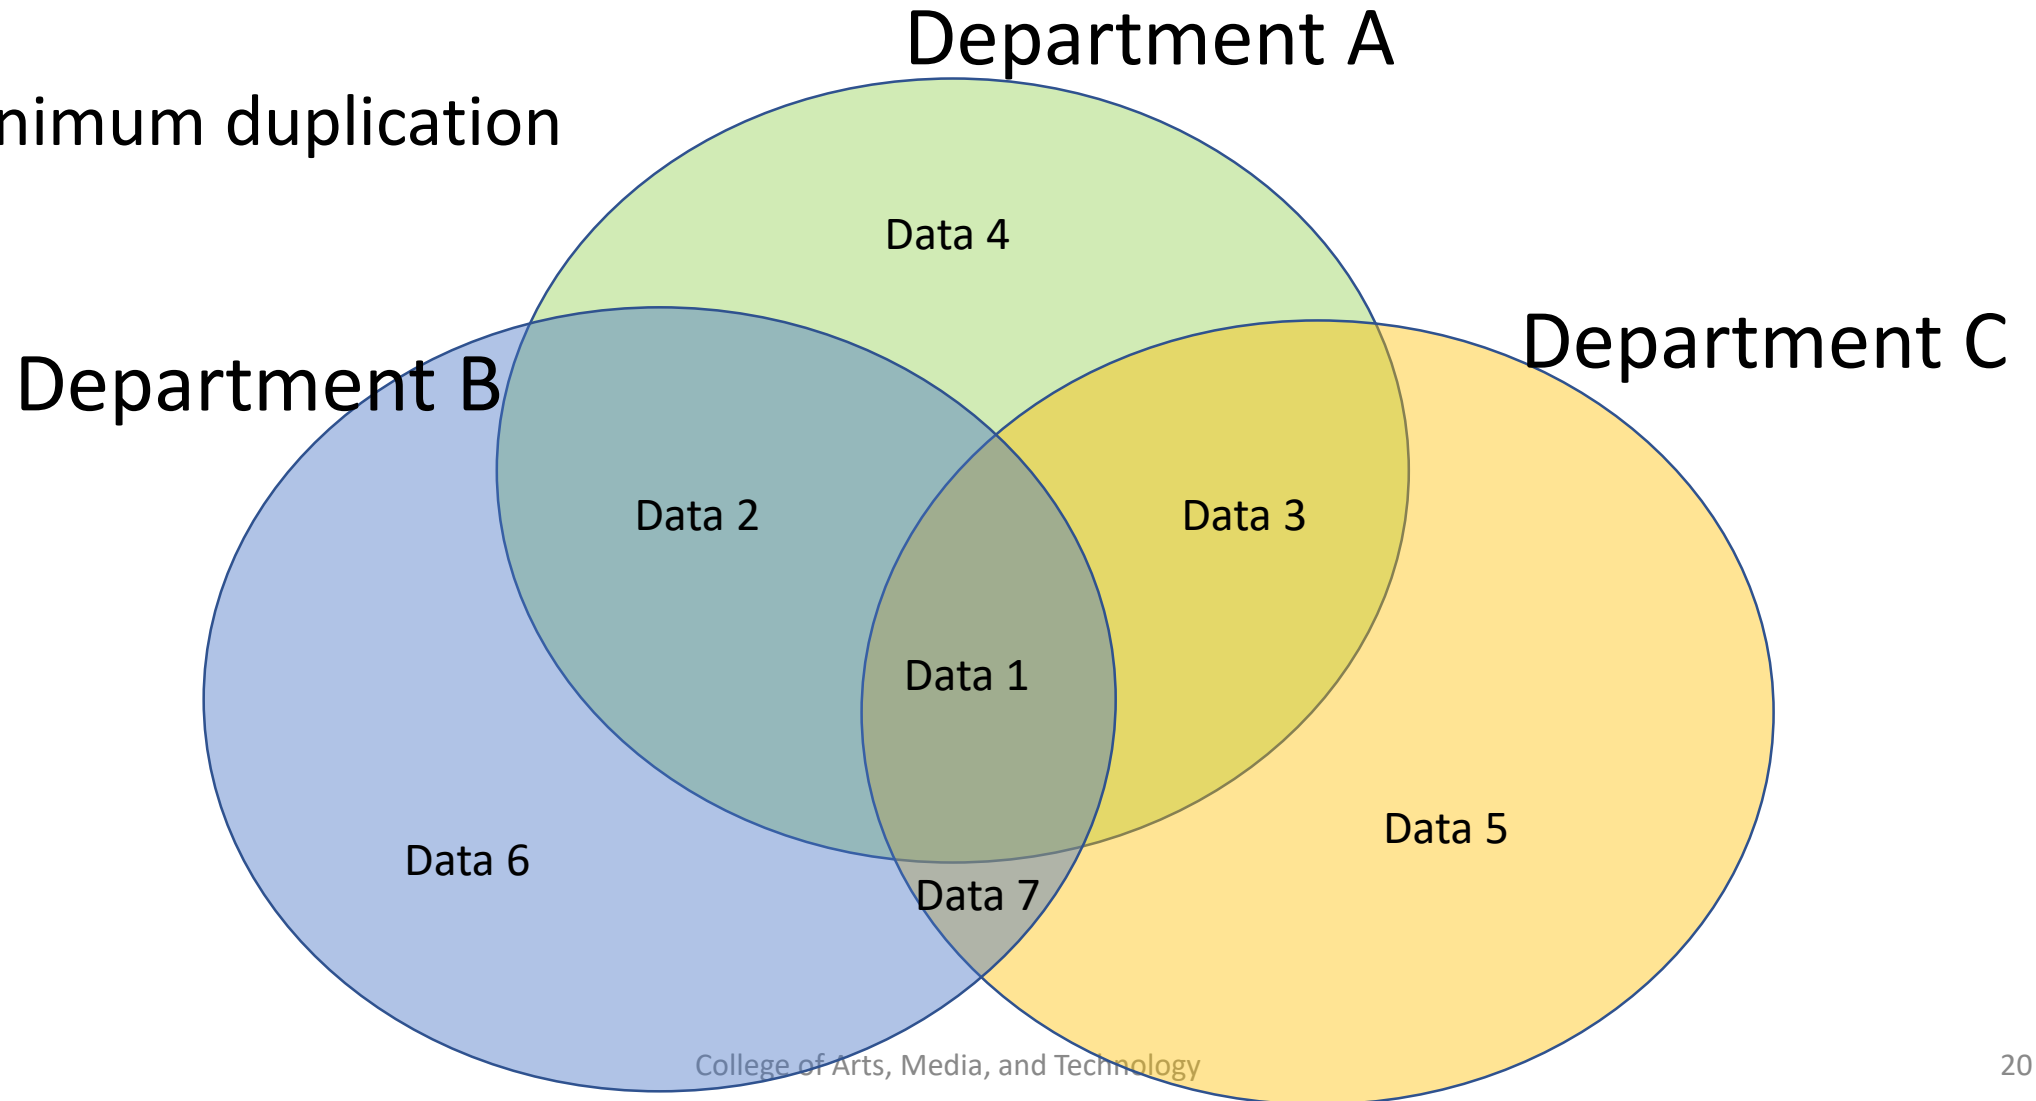 Department A
nimum duplication
Data 4
Department C
Department B
Data 2
Data 3
Data 1
Data 5
Data 6
Data 7
College of Arts, Media, and Technology
20